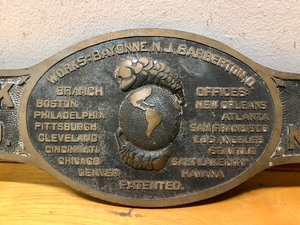 WORKS-BAYONNE, N.J. BARBERTON, O.
BRANCH OFFICES
BOSTON NEW ORLEANS
PHILADELPHIA ATLANTA
PITTSBURGH SAN FRANCISCO
CLEVELAND LOS ANGELES
CINCINNATI SEATTLE
CHICAGO SALT LAKE CITY
DENVER HAVANA
PATENTED.